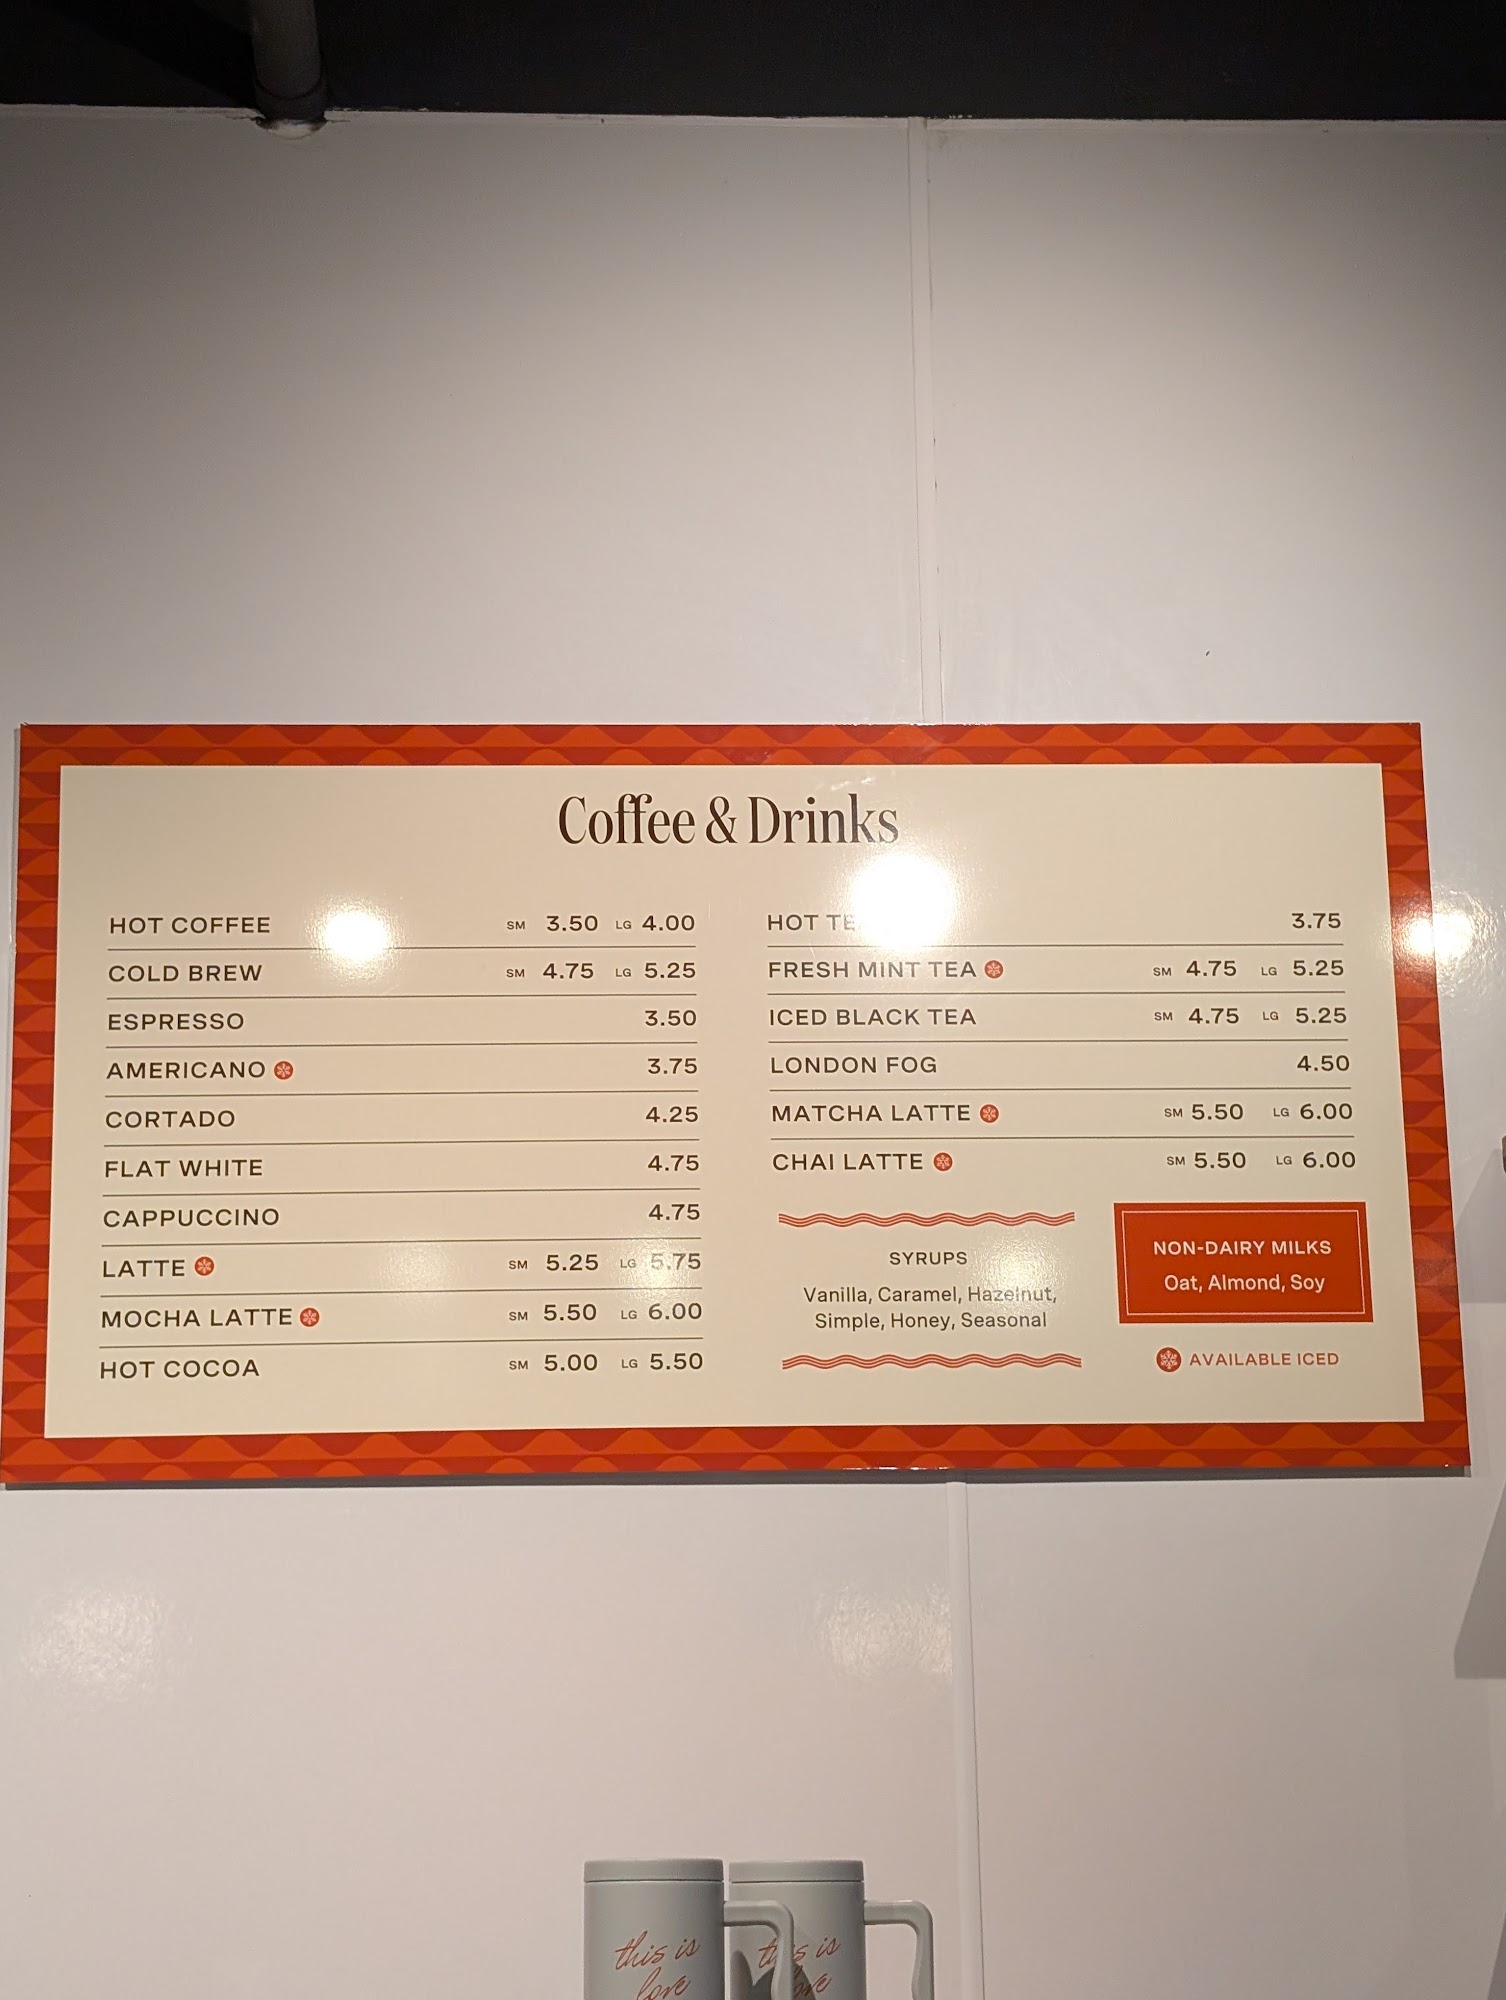 Coffee & Drinks
HOT COFFEE SM 3.50 LG 4.00
COLD BREW SM 4.75 LG 5.25
ESPRESSO 3.50
AMERICANO 3.75
CORTADO 4.25
FLAT WHITE 4.75
CAPPUCCINO 4.75
LATTE SM 5.25 LG 5.75
MOCHA LATTE SM 5.50 LG 6.00
HOT COCOA SM 5.00 LG 5.50
HOT 3.75
FRESH MINT TEA SM 4.75 LG 5.25
ICED BLACK TEA SM 4.75 LG 5.25
LONDON FOG 4.50
MATCHA LATTE SM 5.50 LG 6.00
CHAI LATTE SM 5.50 LG 6.00
SYRUPS
Vanilla, Caramel, Hazelnut,
Simple, Honey, Seasonal
NON-DAIRY MILKS
Oat, Almond, Soy
AVAILABLE ICED
this is
love